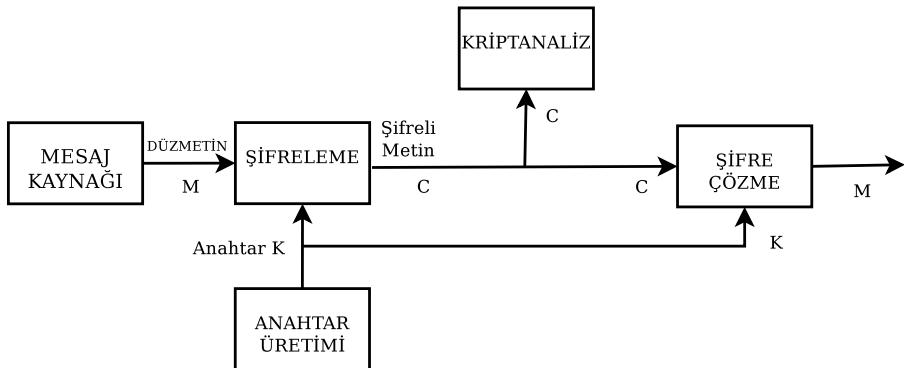 KRİPTANALİZ
C
Şifreli
Metin
MESAJ
KAYNAĞI
DÜZMETİN
M
ŞİFRELEME
C
C
ŞİFRE
ÇÖZME
M
Anahtar K
K
ANAHTAR
ÜRETİMİ